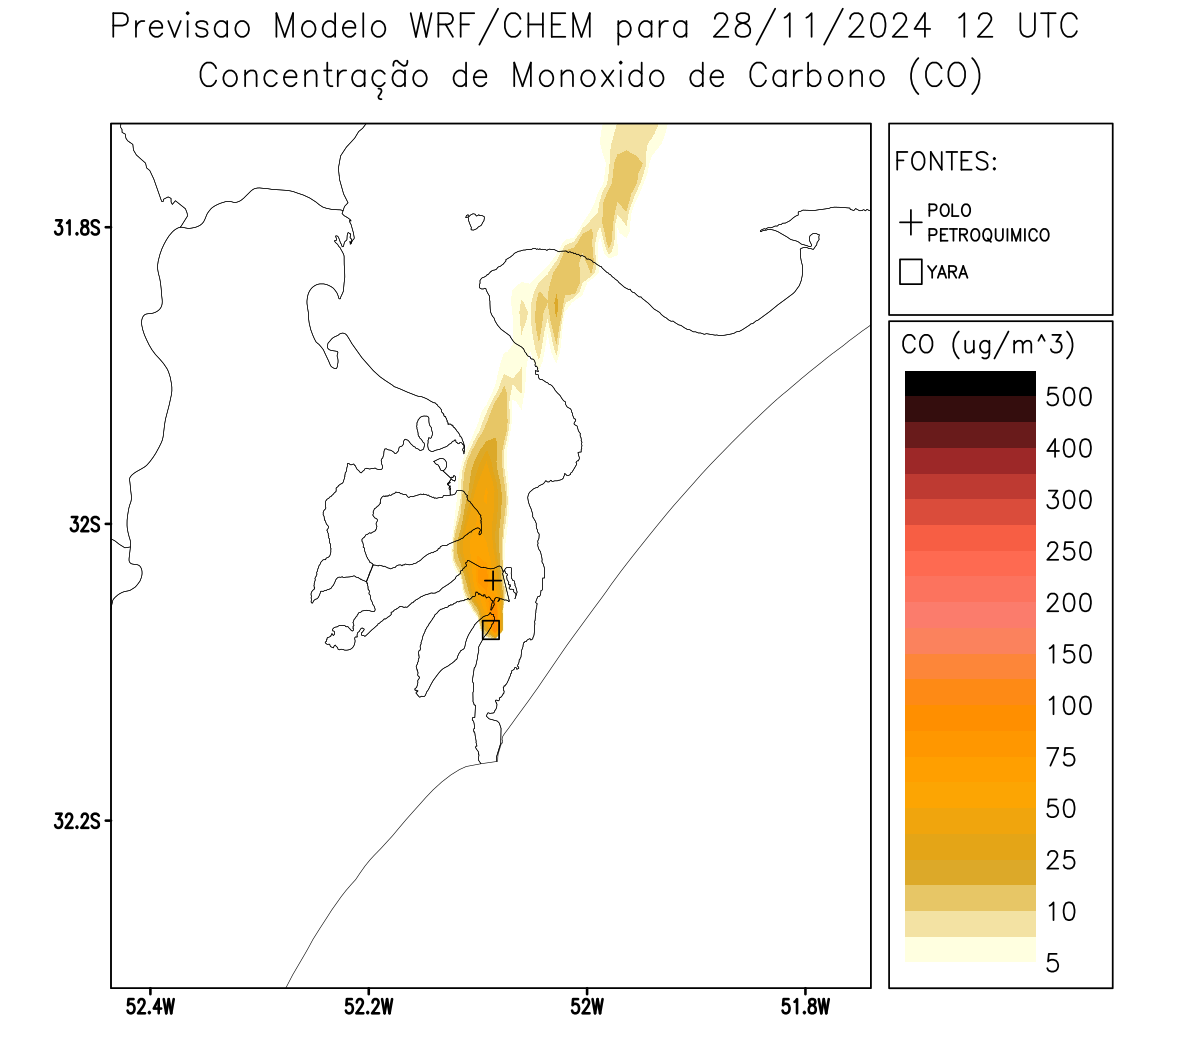 Previsao Modelo WRF/CHEM para 28/11/2024 12 UTC
Concentração de Monoxido de Carbono (CO)
FONTES:
POLO
PETROQUIMICO
YARA
CO (ug/m^3)
500
400
300
250
200
150
100
75
50
25
10
5
31.8S
32S
32.2S
52.4W
52.2W
52W
51.8W